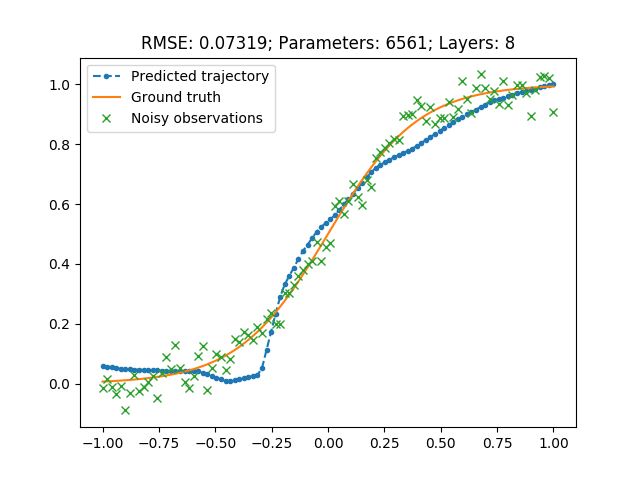 RMSE: 0.07319; Parameters: 6561; Layers: 8
Predicted trajectory
Ground truth
Noisy observations
1.0
0.8
0.6
0.4
0.2
0.0
−1.00 −0.75 −0.50 −0.25 0.00 0.25 0.50 0.75 1.00